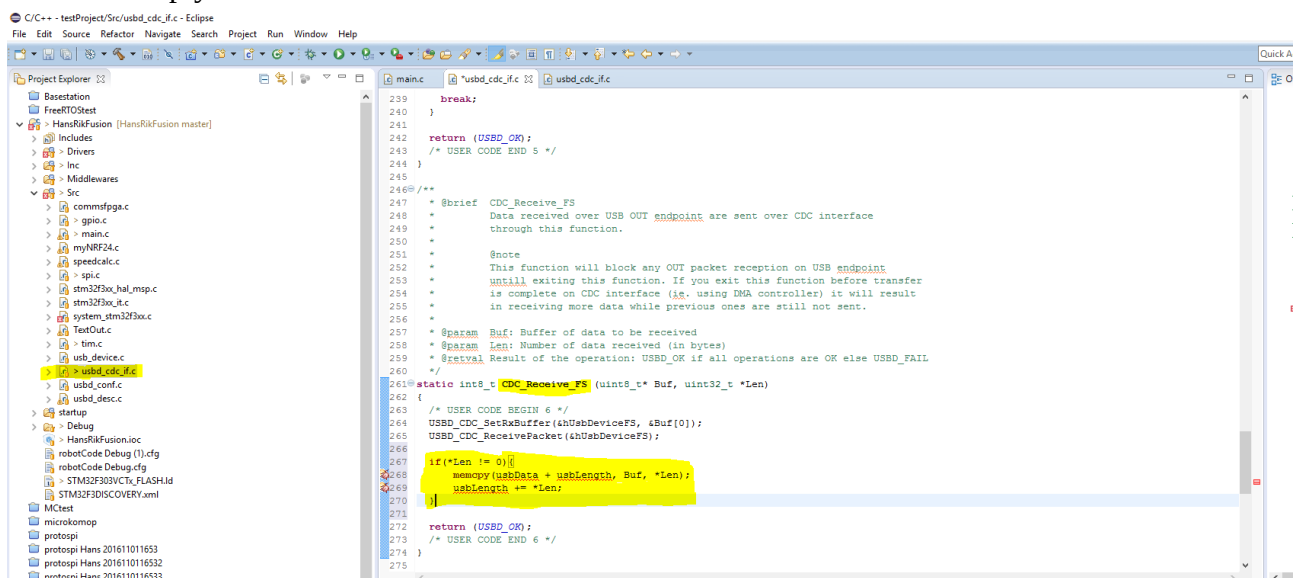 C/C++ - testProject/Src/usbd_cdc_if.c - Eclipse
File Edit Source Refactor Navigate Search Project Run Window Help
Quick A
Project Explorer
Basestation
FreeRTOStest
> HansRikFusion [HansRikFusion master]
Includes
> Drivers
> Inc
> Middlewares
> Src
commsfpga.c
> gpio.c
> main.c
myNRF24.c
speedcalc.c
> spi.c
stm32f3xx_hal_msp.c
stm32f3xx_it.c
system_stm32f3xx.c
TextOut.c
> tim.c
usb_device.c
> usbd_cdc_if.c
usbd_conf.c
usbd_desc.c
startup
> Debug
> HansRikFusion.ioc
robotCode Debug (1).cfg
robotCode Debug.cfg
> STM32F303VCTx_FLASH.ld
STM32F3DISCOVERY.xml
MCtest
microkomop
protospi
protospi Hans 201611011653
protospi Hans 2016110116532
protospi Hans 2016110116533
main.c *usbd_cdc_if.c usbd_cdc_if.c
239 break;
240 }
241
242 return (USBD_OK);
243 /* USER CODE END 5 */
244 }
245
246 /**
247 * @brief CDC_Receive_FS
248 * Data received over USB OUT endpoint are sent over CDC interface
249 * through this function.
250 *
251 * @note
252 * This function will block any OUT packet reception on USB endpoint
253 * untill exiting this function. If you exit this function before transfer
254 * is complete on CDC interface (ie. using DMA controller) it will result
255 * in receiving more data while previous ones are still not sent.
256 *
257 * @param Buf: Buffer of data to be received
258 * @param Len: Number of data received (in bytes)
259 * @retval Result of the operation: USBD_OK if all operations are OK else USBD_FAIL
260 */
261 static int8_t CDC_Receive_FS (uint8_t* Buf, uint32_t *Len)
262 {
263 /* USER CODE BEGIN 6 */
264 USBD_CDC_SetRxBuffer(&hUsbDeviceFS, &Buf[0]);
265 USBD_CDC_ReceivePacket(&hUsbDeviceFS);
266
267 if(*Len != 0){
268 memcpy(usbData + usbLength, Buf, *Len);
269 usbLength += *Len;
270 }
271
272 return (USBD_OK);
273 /* USER CODE END 6 */
274 }
275